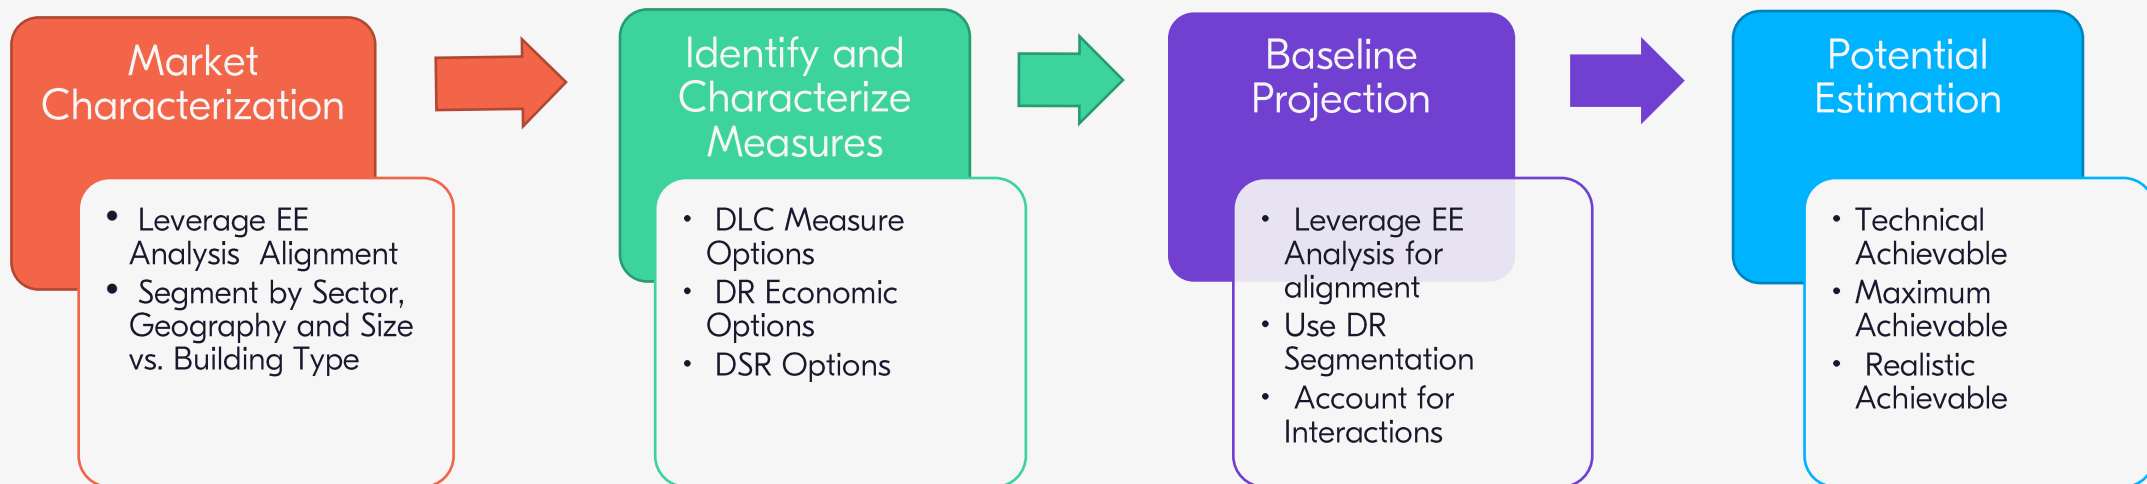 Market
Characterization
• Leverage EE
Analysis Alignment
• Segment by Sector,
Geography and Size
vs. Building Type
Identify and
Characterize
Measures
• DLC Measure
Options
• DR Economic
Options
• DSR Options
Baseline
Projection
• Leverage EE
Analysis for
alignment
• Use DR
Segmentation
• Account for
Interactions
Potential
Estimation
• Technical
Achievable
• Maximum
Achievable
• Realistic
Achievable